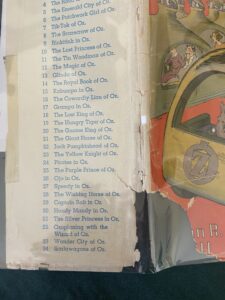 The Road to Oz.
6 The Emerald City of Oz.
The Patchwork Girl of Oz.
Tik-Tok of Oz.
The Scarecrow of Oz.
9 Rinkitink in Oz.
10 The Lost Princess of Oz.
11 The Tin Woodman of Oz.
12 The Magic of Oz.
13 Glinda of Oz.
14 The Royal Book of Oz.
15 Kabumpo in Oz.
16 The Cowardly Lion of Oz.
17 Grampa in Oz.
18 The Lost King of Oz.
19 The Hungry Tiger of Oz.
20 The Gnome King of Oz.
21 The Giant Horse of Oz.
22 Jack Pumpkinhead of Oz.
23 The Yellow Knight of Oz.
24 Pirates in Oz.
25 The Purple Prince of Oz.
26 Ojo in Oz.
27 Speedy in Oz.
28 The Wishing Horse of Oz.
29 Captain Salt in Oz.
30 Handy Mandy in Oz.
31 The Silver Princess in Oz.
32 Ozoplaning with the
Wizard of Oz.
33 Wonder City of Oz.
34 Scalawagons of Oz.